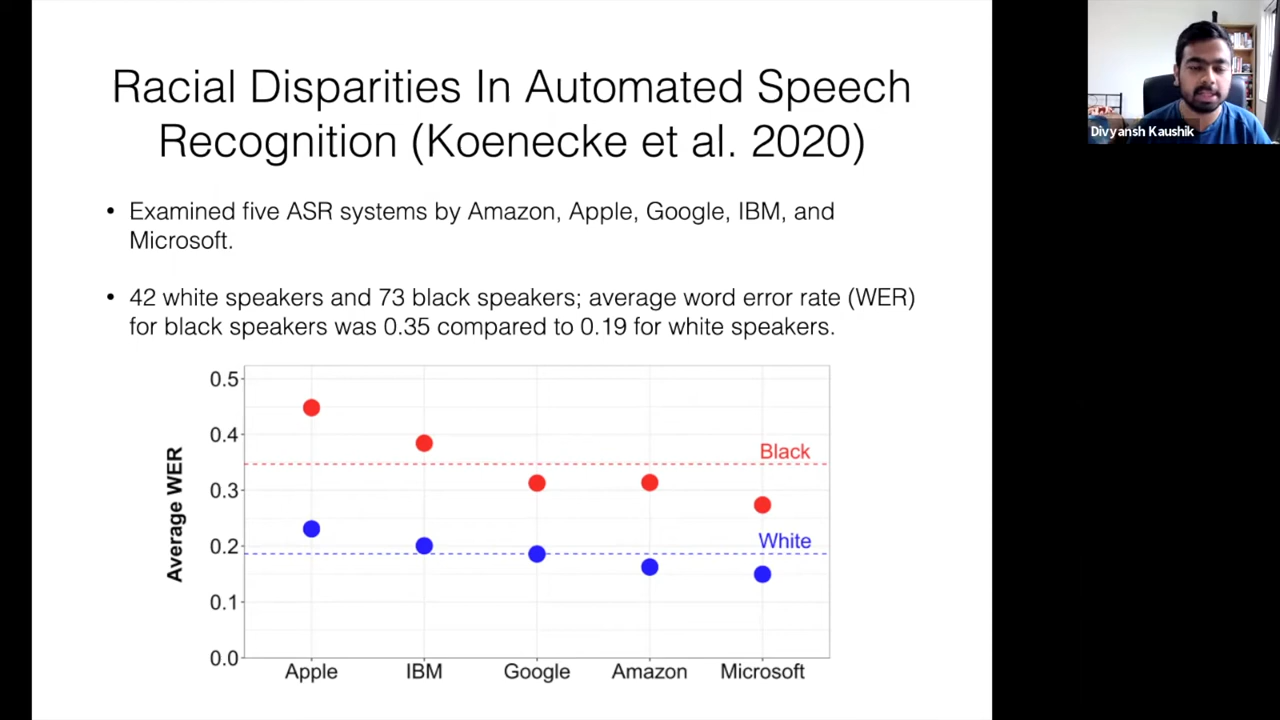 Racial Disparities In Automated Speech
Recognition (Koenecke et al. 2020)
• Examined five ASR systems by Amazon, Apple, Google, IBM, and
Microsoft.
• 42 white speakers and 73 black speakers; average word error rate (WER)
for black speakers was 0.35 compared to 0.19 for white speakers.
Average WER
0.5
0.4
0.3
0.2
0.1
0.0
Black
White
Apple IBM Google Amazon Microsoft
Divyansh Kaushik